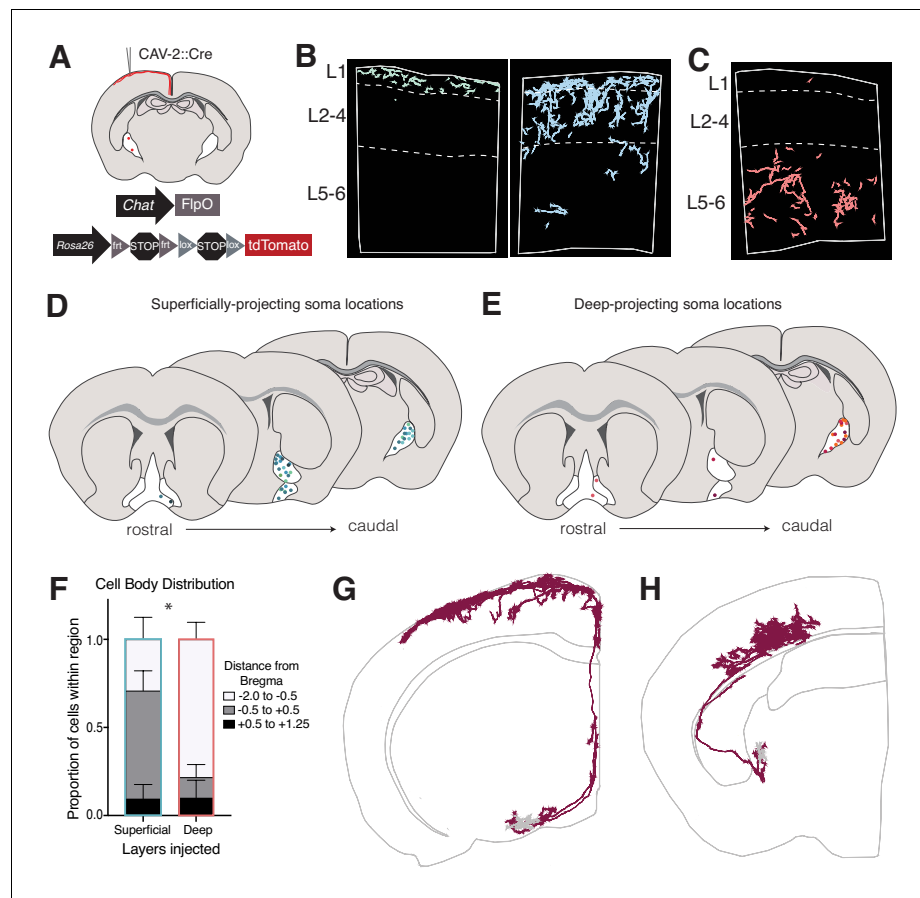 A
CAV-2::Cre
Chat
FlpO
Rosa26 frt STOP frt lox STOP lox tdTomato
B
L1
L2-4
L5-6
C
L1
L2-4
L5-6
D
Superficially-projecting soma locations
rostral
caudal
E
Deep-projecting soma locations
rostral
caudal
F
Cell Body Distribution
*
Proportion of cells within region
1.0
0.5
0.0
Superficial
Deep
Layers injected
Distance from
Bregma
-2.0 to -0.5
-0.5 to +0.5
+0.5 to +1.25
G
H